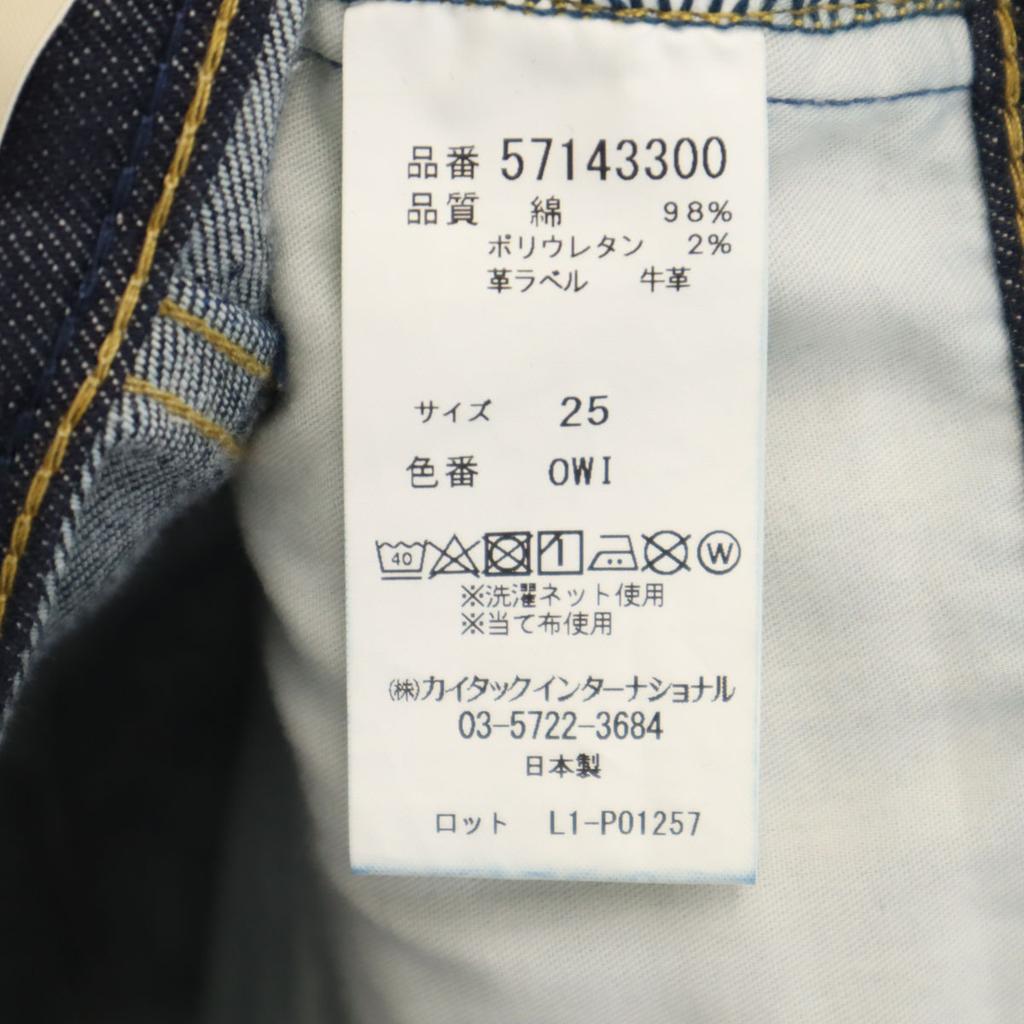 品番 57143300
品質 綿 98%
ポリウレタン 2%
革ラベル 牛革
サイズ 25
色番 OWI
40 W
※洗濯ネット使用
※当て布使用
㈱カイタックインターナショナル
03-5722-3684
日本製
ロット L1-P01257